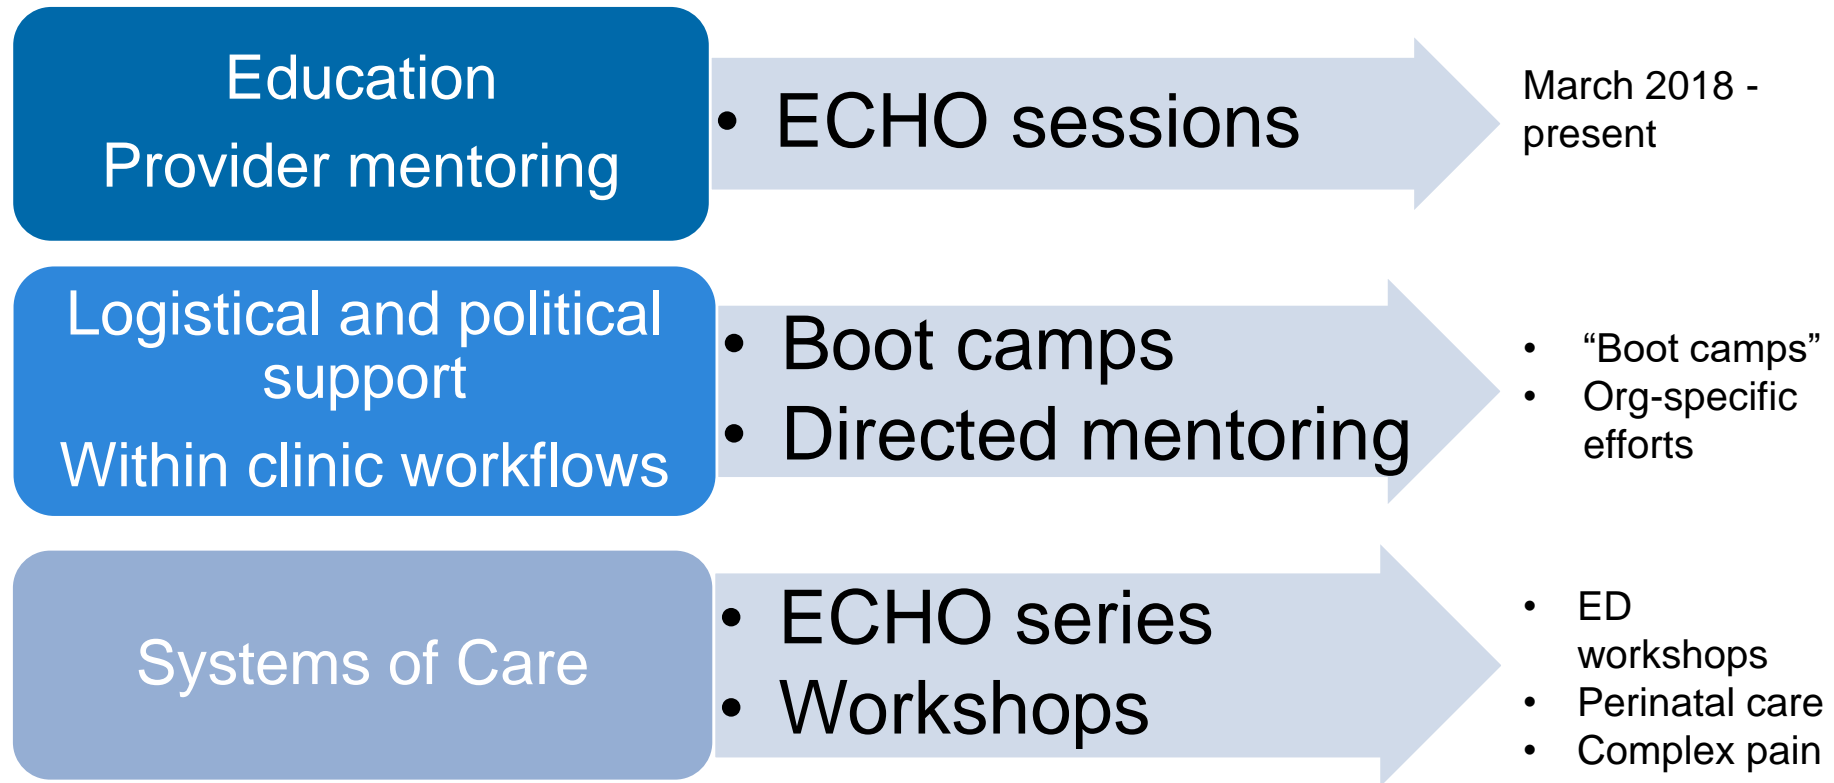 Education
Provider mentoring
• ECHO sessions
March 2018 -
present
Logistical and political
support
Within clinic workflows
• Boot camps
• Directed mentoring
• “Boot camps”
• Org-specific
efforts
Systems of Care
• ECHO series
• Workshops
• ED
workshops
• Perinatal care
• Complex pain